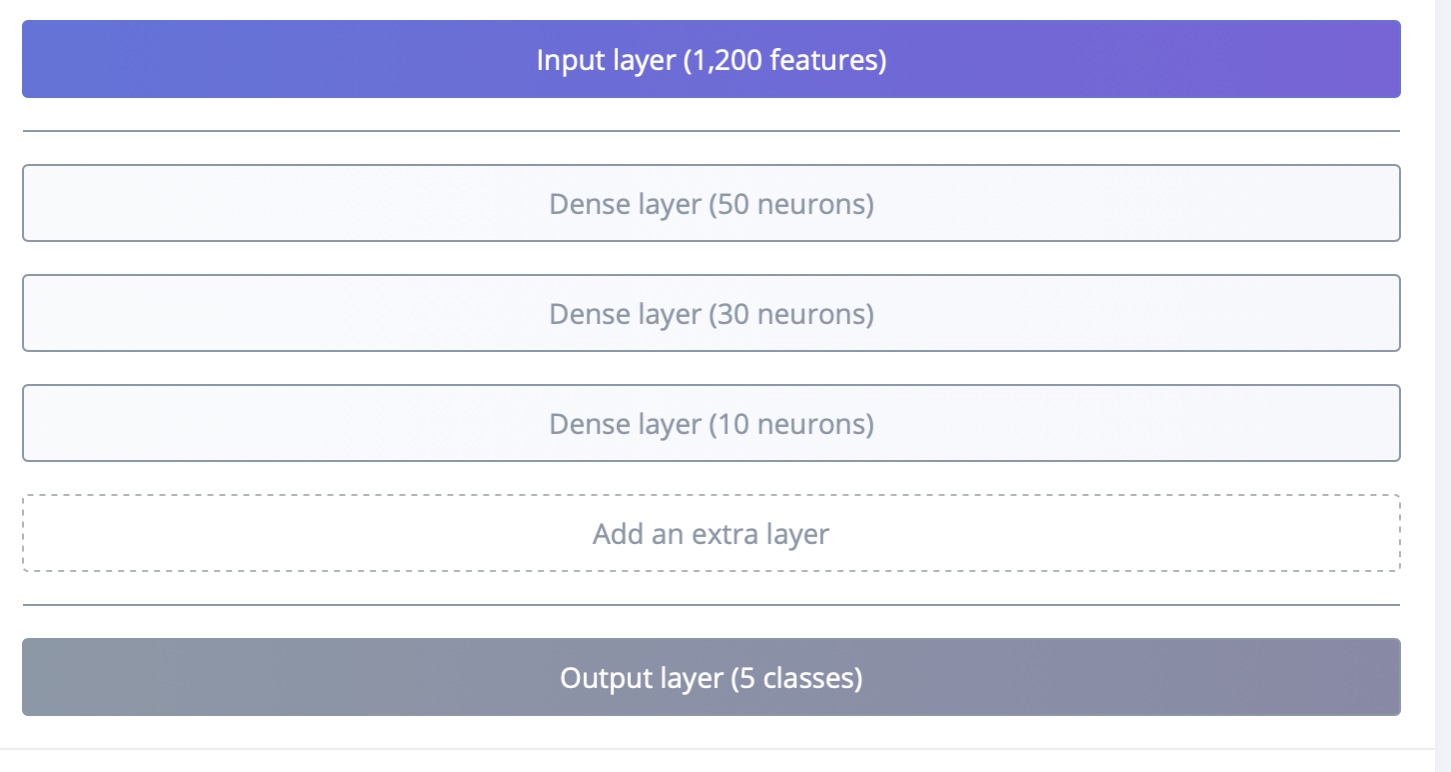 Input layer (1,200 features)
Dense layer (50 neurons)
Dense layer (30 neurons)
Dense layer (10 neurons)
Add an extra layer
Output layer (5 classes)